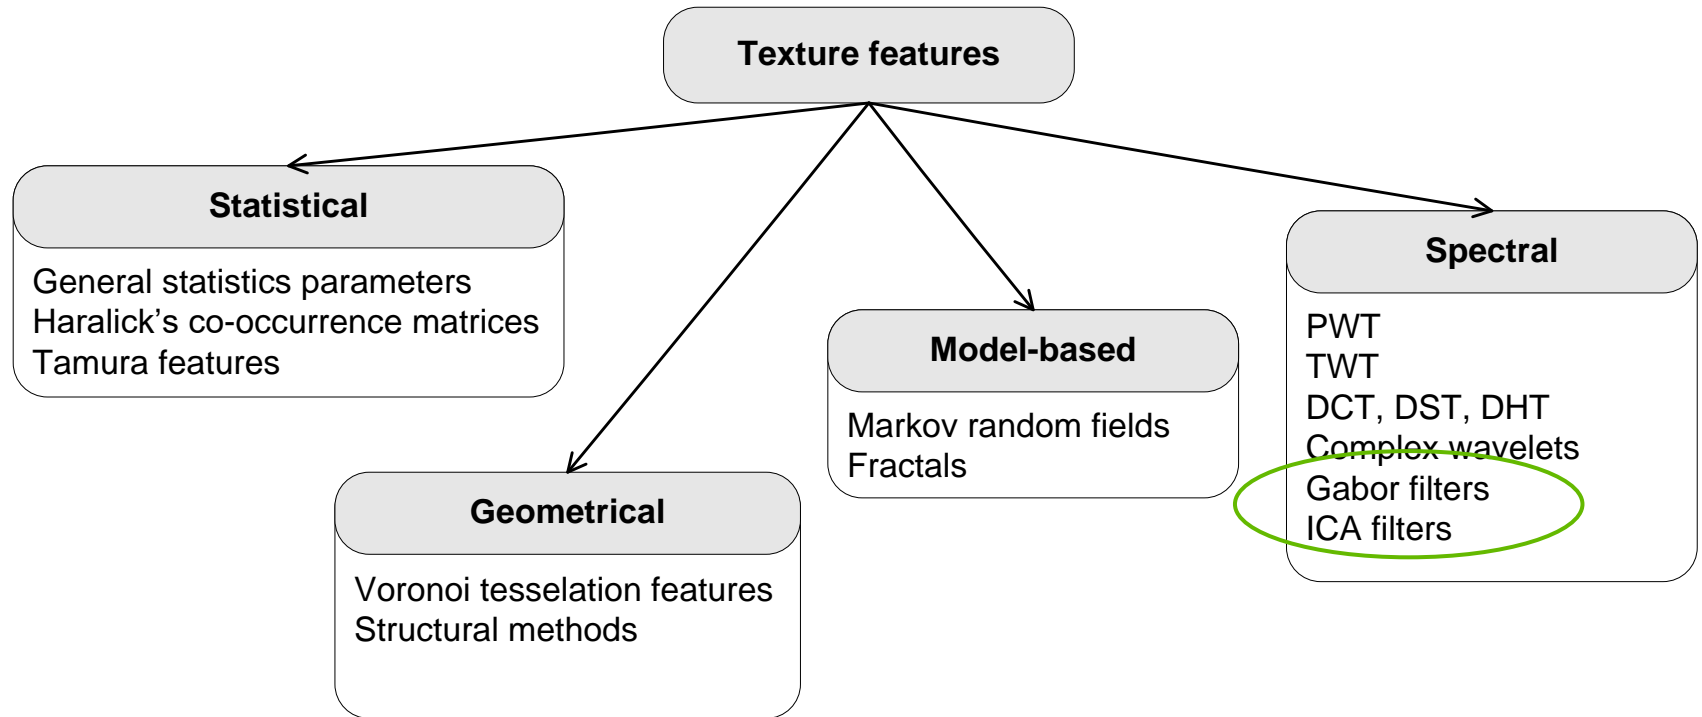 Texture features
Statistical
General statistics parameters
Haralick’s co-occurrence matrices
Tamura features
Geometrical
Voronoi tesselation features
Structural methods
Model-based
Markov random fields
Fractals
Spectral
PWT
TWT
DCT, DST, DHT
Complex wavelets
Gabor filters
ICA filters